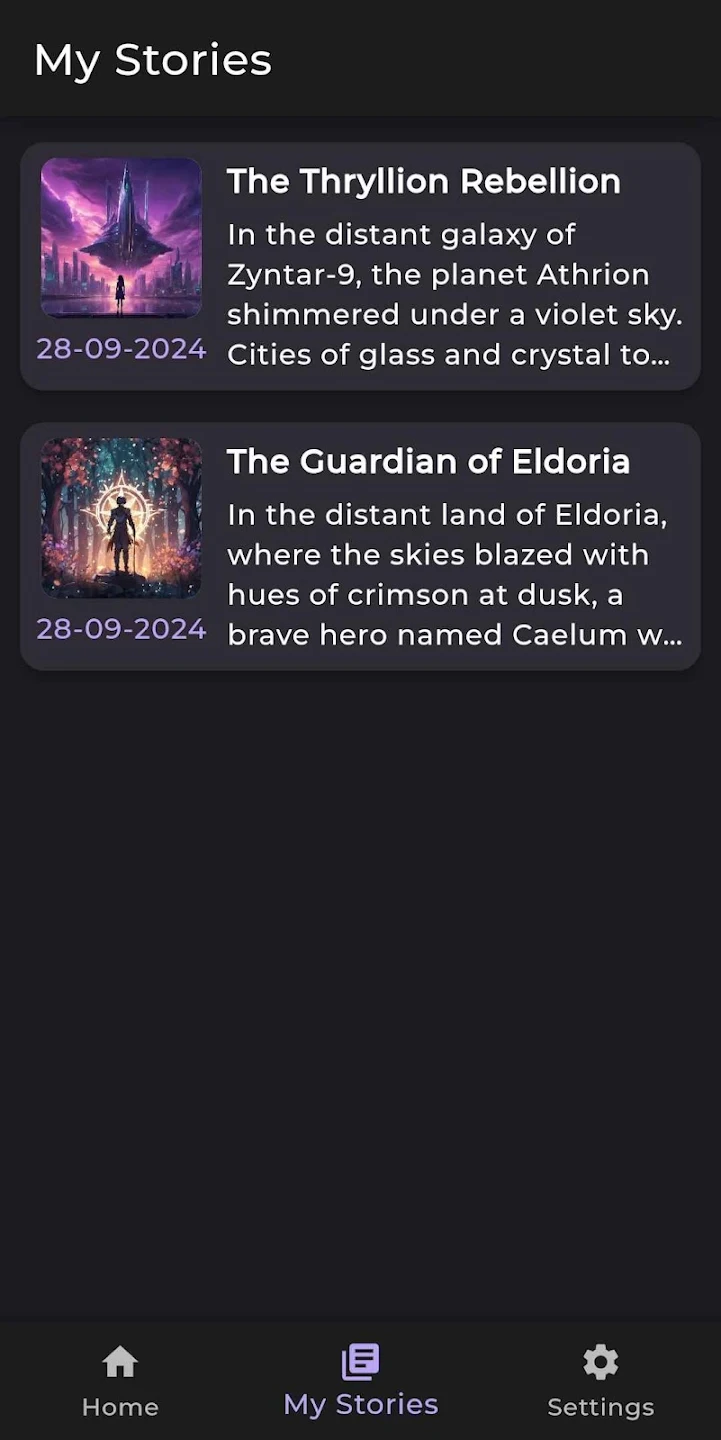 My Stories
The Thryllion Rebellion
In the distant galaxy of
Zyntar-9, the planet Athrion
shimmered under a violet sky.
Cities of glass and crystal to...
28-09-2024
The Guardian of Eldoria
In the distant land of Eldoria,
where the skies blazed with
hues of crimson at dusk, a
brave hero named Caelum w...
28-09-2024
Home
My Stories
Settings